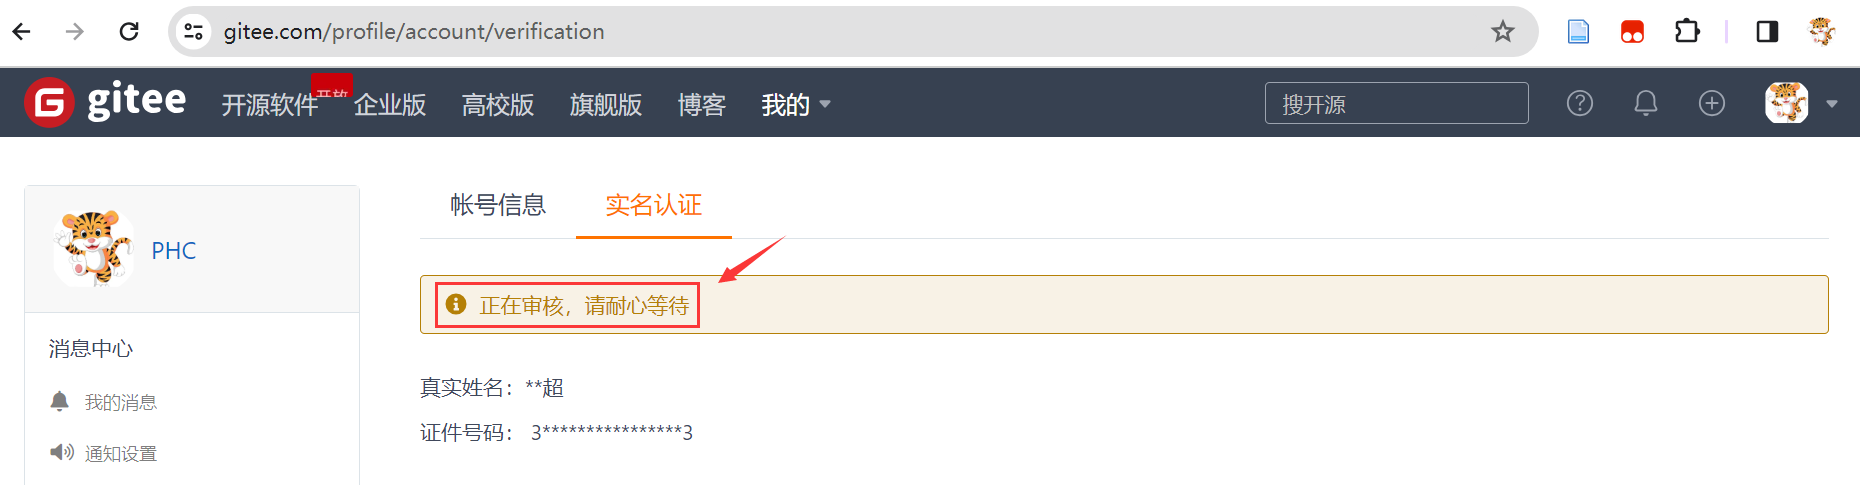 gitee.com/profile/account/verification
gitee 开源软件 开放 企业版 高校版 旗舰版 博客 我的 搜开源
帐号信息 实名认证
PHC
正在审核，请耐心等待
消息中心
真实姓名：**超
我的消息
证件号码： 3****************3
通知设置